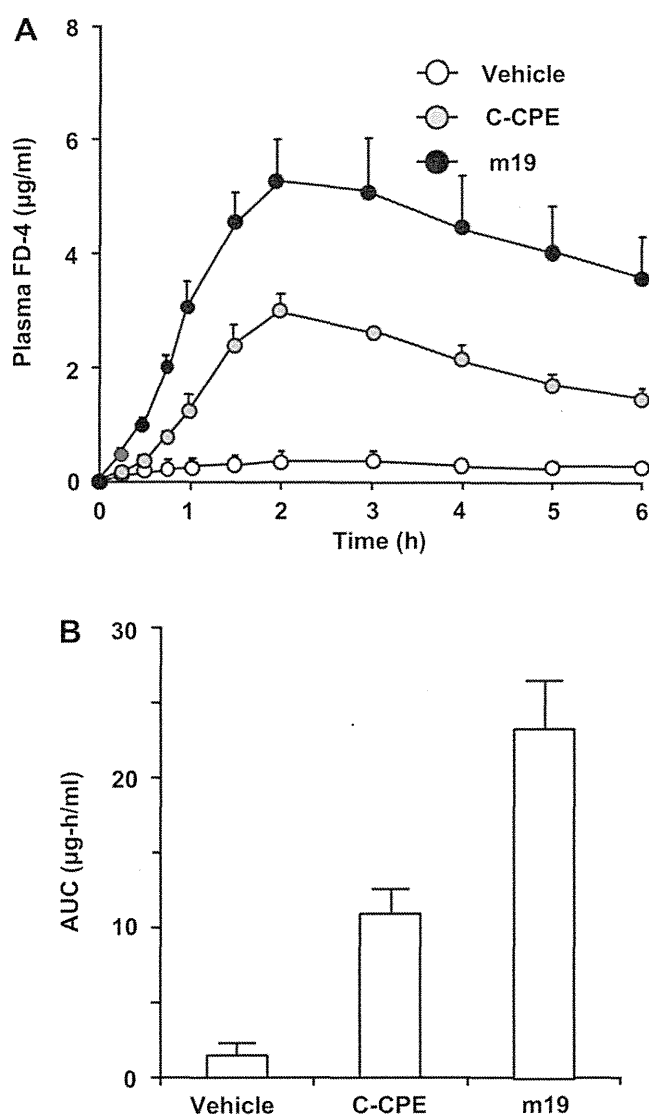 A
8
6
4
2
0
Plasma FD-4 (µg/ml)
Vehicle
C-CPE
m19
0 1 2 3 4 5 6
Time (h)
B
30
20
10
0
AUC (µg-h/ml)
Vehicle C-CPE m19